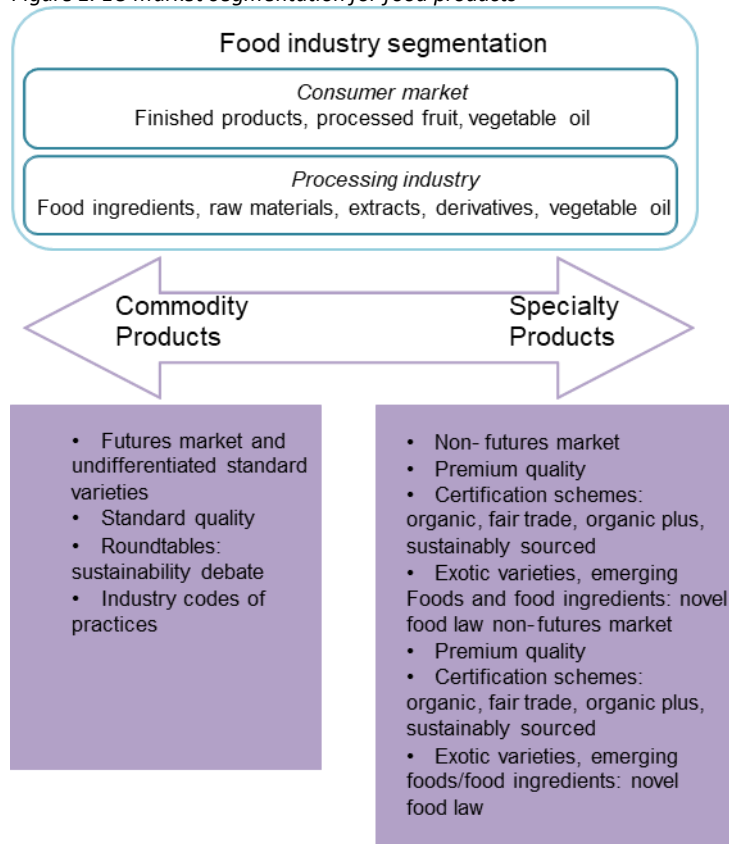 Food industry segmentation
Consumer market
Finished products, processed fruit, vegetable oil
Processing industry
Food ingredients, raw materials, extracts, derivatives, vegetable oil
Commodity
Products
Specialty
Products
• Futures market and
undifferentiated standard
varieties
• Standard quality
• Roundtables:
sustainability debate
• Industry codes of
practices
• Non- futures market
• Premium quality
• Certification schemes:
organic, fair trade, organic plus,
sustainably sourced
• Exotic varieties, emerging
Foods and food ingredients: novel
food law non- futures market
• Premium quality
• Certification schemes:
organic, fair trade, organic plus,
sustainably sourced
• Exotic varieties, emerging
foods/food ingredients: novel
food law